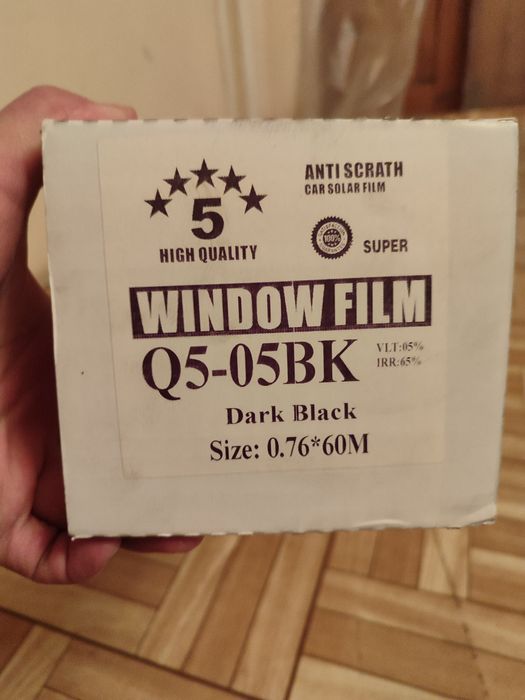 5
HIGH QUALITY
ANTI SCRATH
CAR SOLAR FILM
100%
SUPER
WINDOW FILM
Q5-05BK
VLT:05%
IRR:65%
Dark Black
Size: 0.76*60M